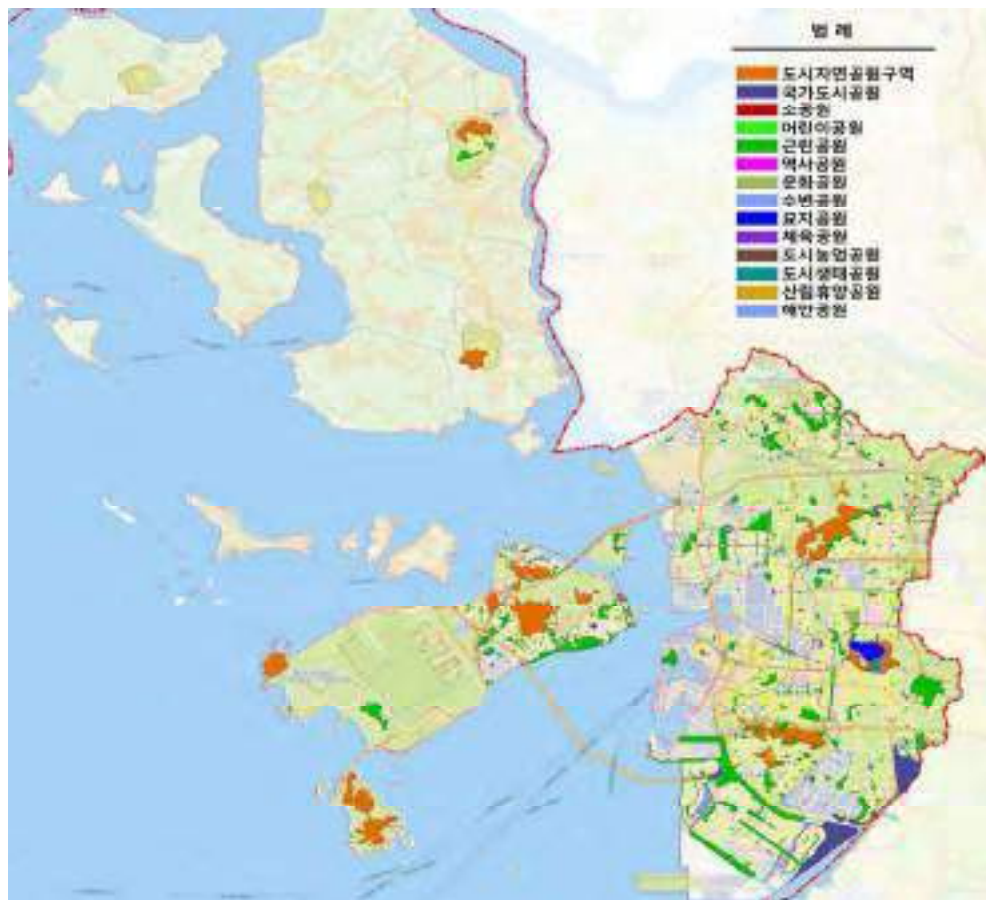 범 례
도시자연공원구역
국가도시공원
소공원
어린이공원
근린공원
역사공원
문화공원
수변공원
묘지공원
체육공원
도시농업공원
도시생태공원
산림휴양공원
해안공원